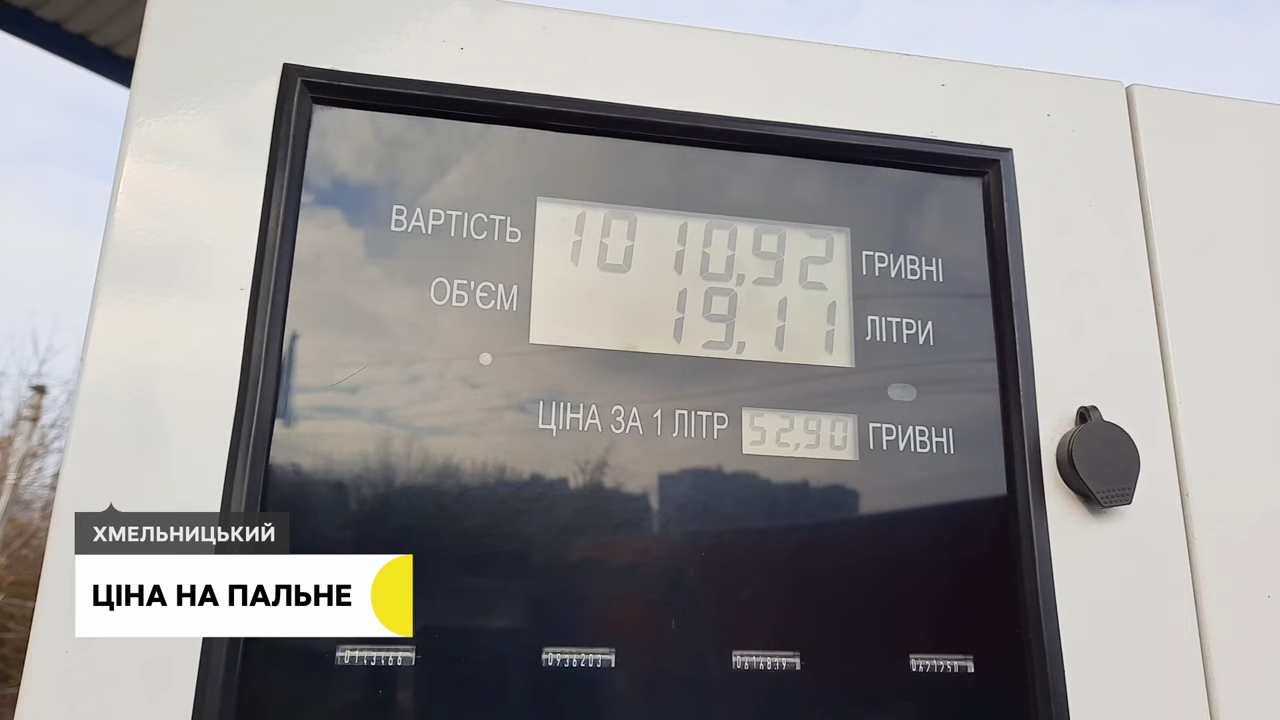 ВАРТІСТЬ 1010,92 ГРИВНІ
ОБ'ЄМ 19,11 ЛІТРИ
ЦІНА ЗА 1 ЛІТР 52,90 ГРИВНІ
ХМЕЛЬНИЦЬКИЙ
ЦІНА НА ПАЛЬНЕ
0936203